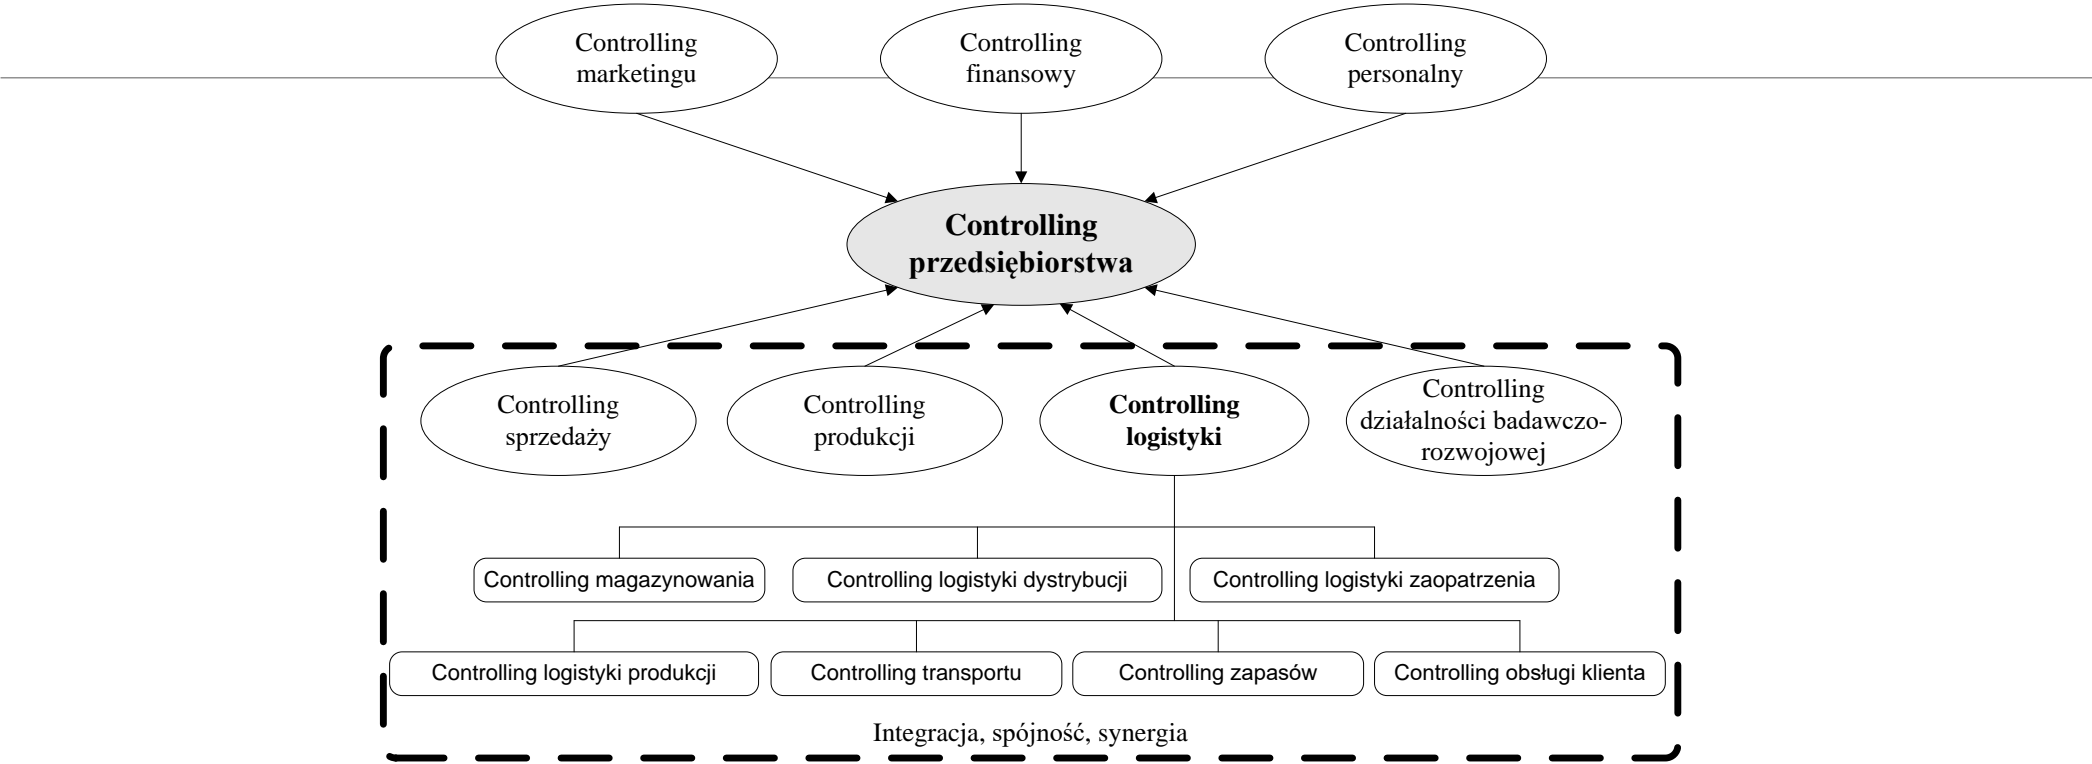 Controlling
marketingu
Controlling
finansowy
Controlling
personalny
Controlling
przedsiębiorstwa
Controlling
sprzedaży
Controlling
produkcji
Controlling
logistyki
Controlling
działalności badawczo-
rozwojowej
Controlling magazynowania
Controlling logistyki dystrybucji
Controlling logistyki zaopatrzenia
Controlling logistyki produkcji
Controlling transportu
Controlling zapasów
Controlling obsługi klienta
Integracja, spójność, synergia